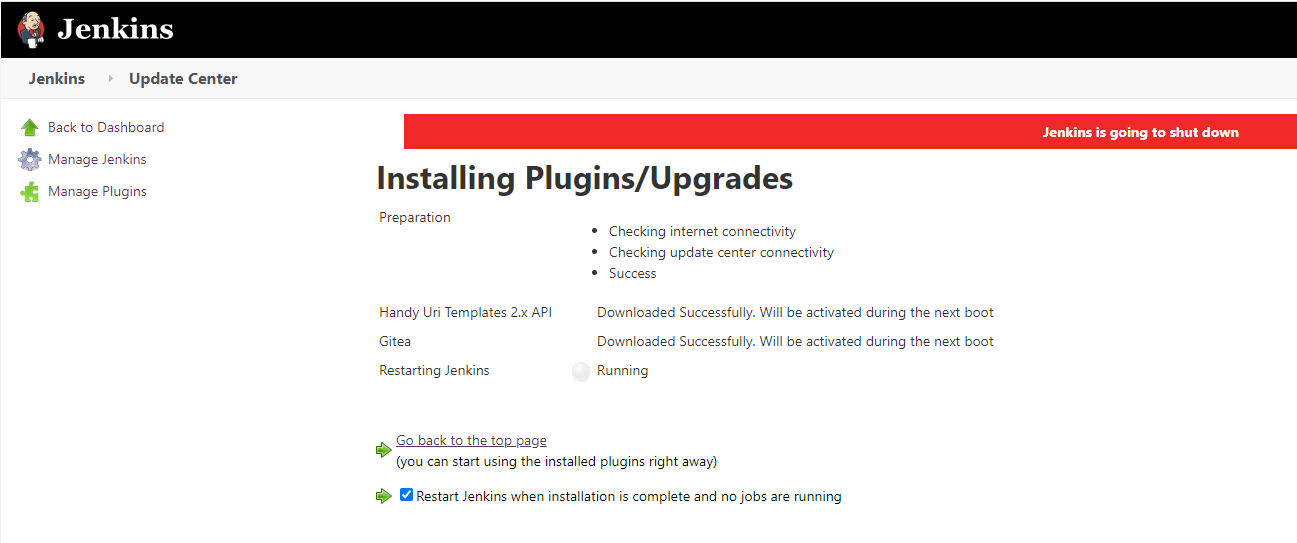 Jenkins
Jenkins Update Center
Back to Dashboard
Manage Jenkins
Manage Plugins
Jenkins is going to shut down
Installing Plugins/Upgrades
Preparation
Checking internet connectivity
Checking update center connectivity
Success
Handy Uri Templates 2.x API Downloaded Successfully. Will be activated during the next boot
Gitea Downloaded Successfully. Will be activated during the next boot
Restarting Jenkins Running
Go back to the top page
(you can start using the installed plugins right away)
Restart Jenkins when installation is complete and no jobs are running